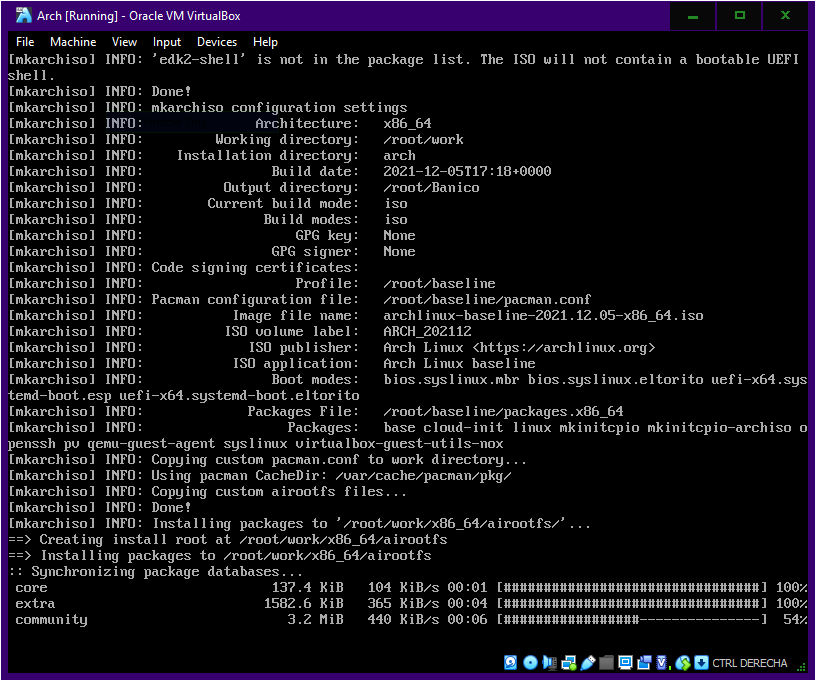 Arch [Running] - Oracle VM VirtualBox
File Machine View Input Devices Help
[mkarchiso] INFO: 'edk2-shell' is not in the package list. The ISO will not contain a bootable UEFI
shell.
[mkarchiso] INFO: Done!
[mkarchiso] INFO: mkarchiso configuration settings
[mkarchiso] INFO: Architecture: x86_64
[mkarchiso] INFO: Working directory: /root/work
[mkarchiso] INFO: Installation directory: arch
[mkarchiso] INFO: Build date: 2021-12-05T17:18+0000
[mkarchiso] INFO: Output directory: /root/Banico
[mkarchiso] INFO: Current build mode: iso
[mkarchiso] INFO: Build modes: iso
[mkarchiso] INFO: GPG key: None
[mkarchiso] INFO: GPG signer: None
[mkarchiso] INFO: Code signing certificates:
[mkarchiso] INFO: Profile: /root/baseline
[mkarchiso] INFO: Pacman configuration file: /root/baseline/pacman.conf
[mkarchiso] INFO: Image file name: archlinux-baseline-2021.12.05-x86_64.iso
[mkarchiso] INFO: ISO volume label: ARCH_202112
[mkarchiso] INFO: ISO publisher: Arch Linux <https://archlinux.org>
[mkarchiso] INFO: ISO application: Arch Linux baseline
[mkarchiso] INFO: Boot modes: bios.syslinux.mbr bios.syslinux.eltorito uefi-x64.sys
temd-boot.esp uefi-x64.systemd-boot.eltorito
[mkarchiso] INFO: Packages File: /root/baseline/packages.x86_64
[mkarchiso] INFO: Packages: base cloud-init linux mkinitcpio mkinitcpio-archiso o
penssh pv qemu-guest-agent syslinux virtualbox-guest-utils-nox
[mkarchiso] INFO: Copying custom pacman.conf to work directory...
[mkarchiso] INFO: Using pacman CacheDir: /var/cache/pacman/pkg/
[mkarchiso] INFO: Copying custom airootfs files...
[mkarchiso] INFO: Done!
[mkarchiso] INFO: Installing packages to '/root/work/x86_64/airootfs/'...
==> Creating install root at /root/work/x86_64/airootfs
==> Installing packages to /root/work/x86_64/airootfs
:: Synchronizing package databases...
core 137.4 KiB 104 KiB/s 00:01 [################################] 100%
extra 1582.6 KiB 365 KiB/s 00:04 [################################] 100%
community 3.2 MiB 440 KiB/s 00:06 [#################---------------] 54%
CTRL DERECHA